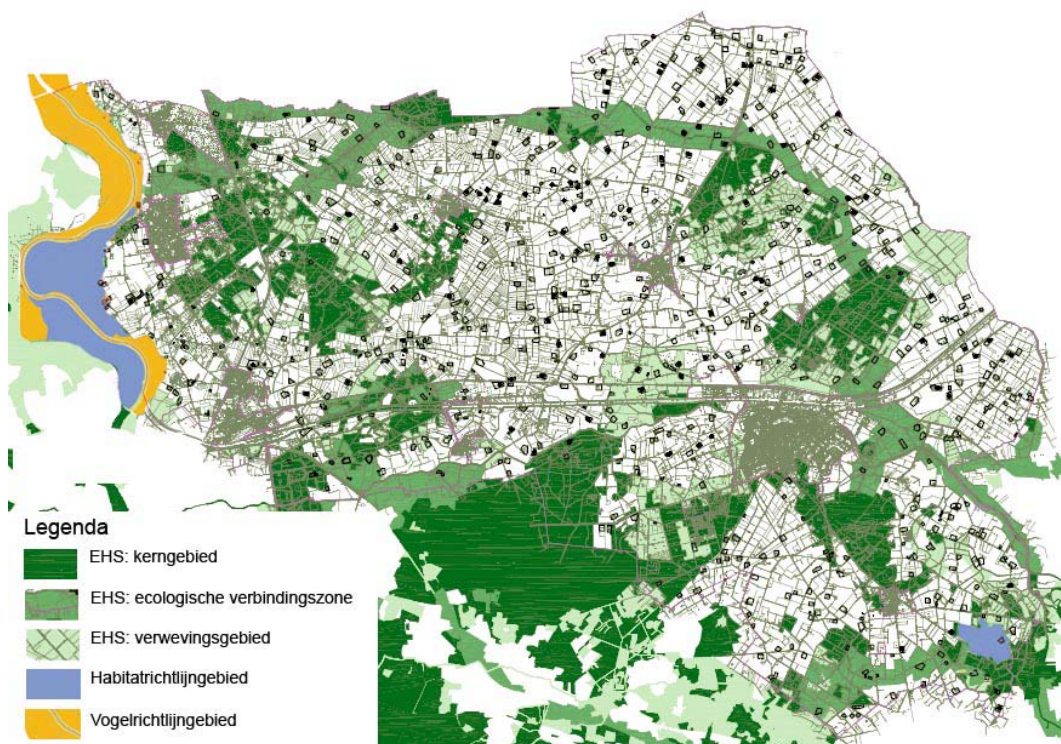 Legenda
EHS: kerngebied
EHS: ecologische verbindingszone
EHS: verwevingsgebied
Habitatrichtlijngebied
Vogelrichtlijngebied